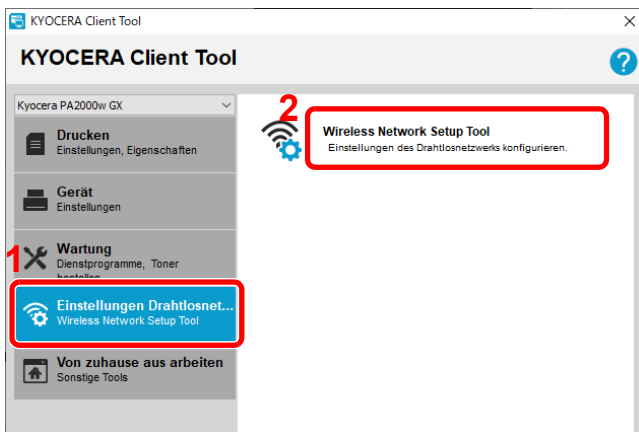 KYOCERA Client Tool
KYOCERA Client Tool
?
Kyocera PA2000w GX
Drucken
Einstellungen, Eigenschaften
Gerät
Einstellungen
1
Wartung
Dienstprogramme, Toner
bestellen
Einstellungen Drahtlosnet...
Wireless Network Setup Tool
Von zuhause aus arbeiten
Sonstige Tools
2
Wireless Network Setup Tool
Einstellungen des Drahtlosnetzwerks konfigurieren.